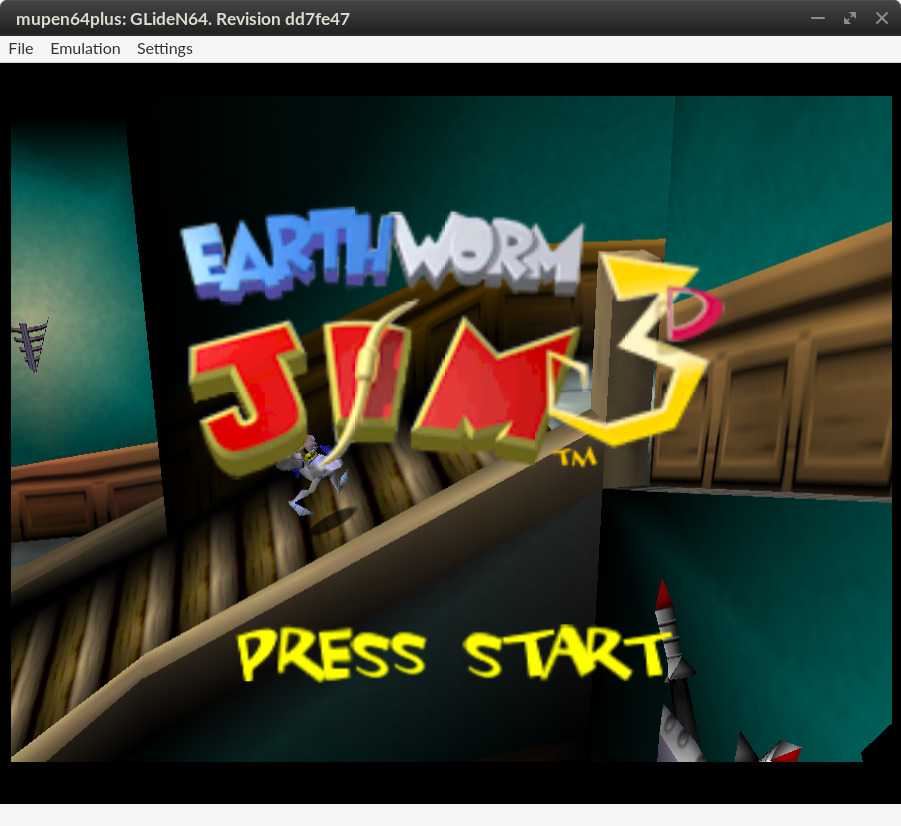 mupen64plus: GLideN64. Revision dd7fe47
File Emulation Settings
EARTHWORM
JIM 3D
TM
PRESS START